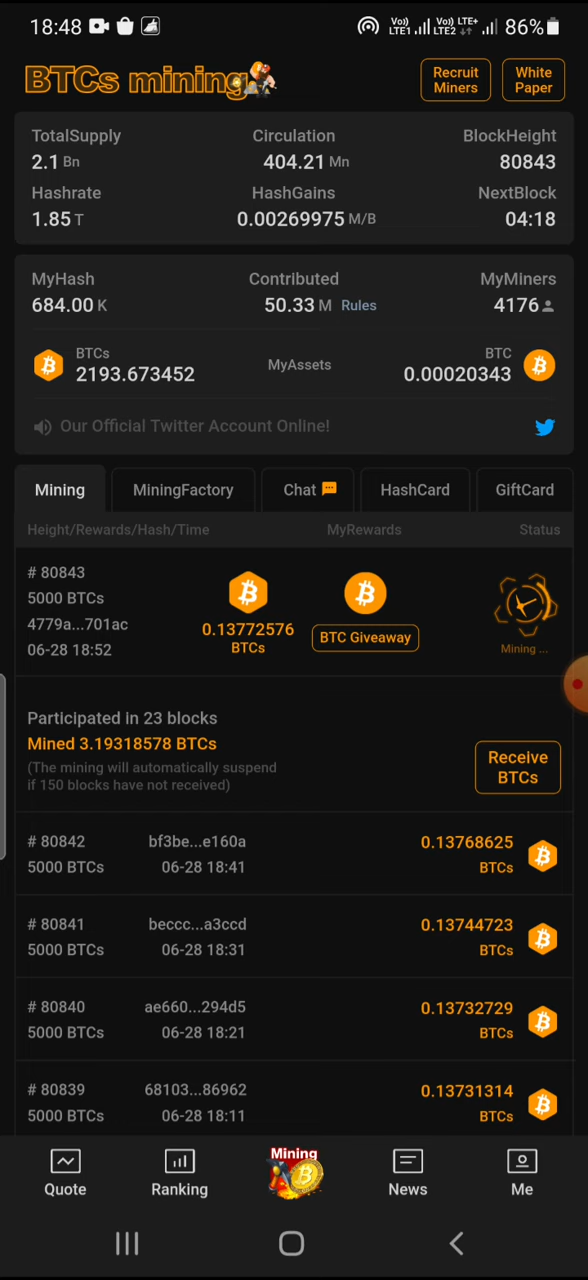 18:48 Vo) LTE1 Vo) LTE2 LTE+ 86%
BTCs mining
Recruit Miners
White Paper
TotalSupply Circulation BlockHeight
2.1 Bn 404.21 Mn 80843
Hashrate HashGains NextBlock
1.85 T 0.00269975 M/B 04:18
MyHash Contributed MyMiners
684.00 K 50.33 M Rules 4176
BTCs MyAssets BTC
2193.673452 0.00020343
Our Official Twitter Account Online!
Mining MiningFactory Chat HashCard GiftCard
Height/Rewards/Hash/Time MyRewards Status
# 80843
5000 BTCs
4779a...701ac
06-28 18:52
0.13772576
BTCs
BTC Giveaway
Mining ...
Participated in 23 blocks
Mined 3.19318578 BTCs
(The mining will automatically suspend
if 150 blocks have not received)
Receive
BTCs
# 80842 bf3be...e160a 0.13768625
5000 BTCs 06-28 18:41 BTCs
# 80841 beccc...a3ccd 0.13744723
5000 BTCs 06-28 18:31 BTCs
# 80840 ae660...294d5 0.13732729
5000 BTCs 06-28 18:21 BTCs
# 80839 68103...86962 0.13731314
5000 BTCs 06-28 18:11 BTCs
Mining
Quote Ranking News Me